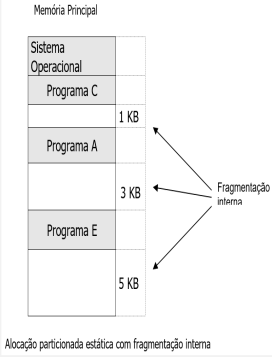 Memória Principal
Sistema
Operacional
Programa C
1 KB
Programa A
3 KB
Fragmentação
interna
Programa E
5 KB
Alocação particionada estática com fragmentação interna